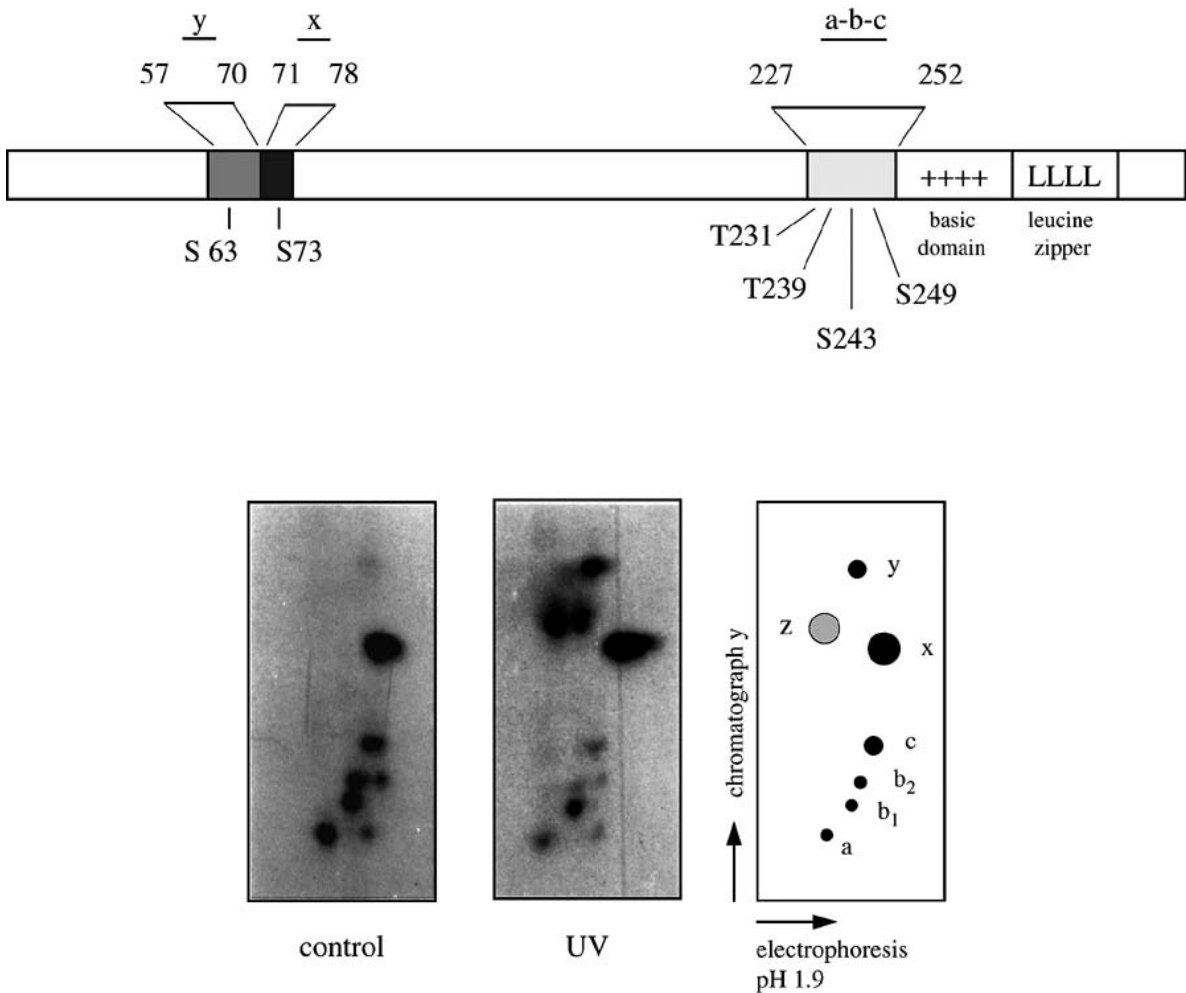 y x a-b-c
57 70 71 78 227 252
++++ LLLL
S 63 S73 T231 basic domain leucine zipper
T239 S249
S243
y
z
x
c
b2
b1
a
chromatograph y
control UV electrophoresis
pH 1.9